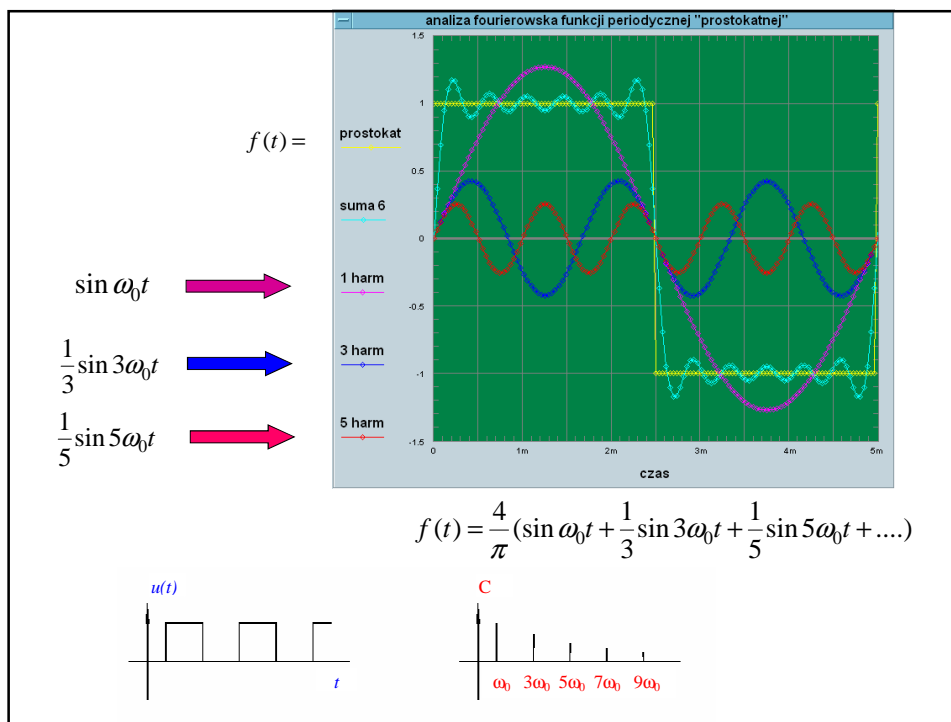 analiza fourierowska funkcji periodycznej "prostokatnej"
1.5
1
0.5
0
-0.5
-1
-1.5
0 1m 2m 3m 4m 5m
czas
prostokat
suma 6
1 harm
3 harm
5 harm
f(t) =
sin ω₀t
1/3 sin 3ω₀t
1/5 sin 5ω₀t
f(t) = 4/π (sin ω₀t + 1/3 sin 3ω₀t + 1/5 sin 5ω₀t + ....)
u(t)
t
C
ω₀ 3ω₀ 5ω₀ 7ω₀ 9ω₀